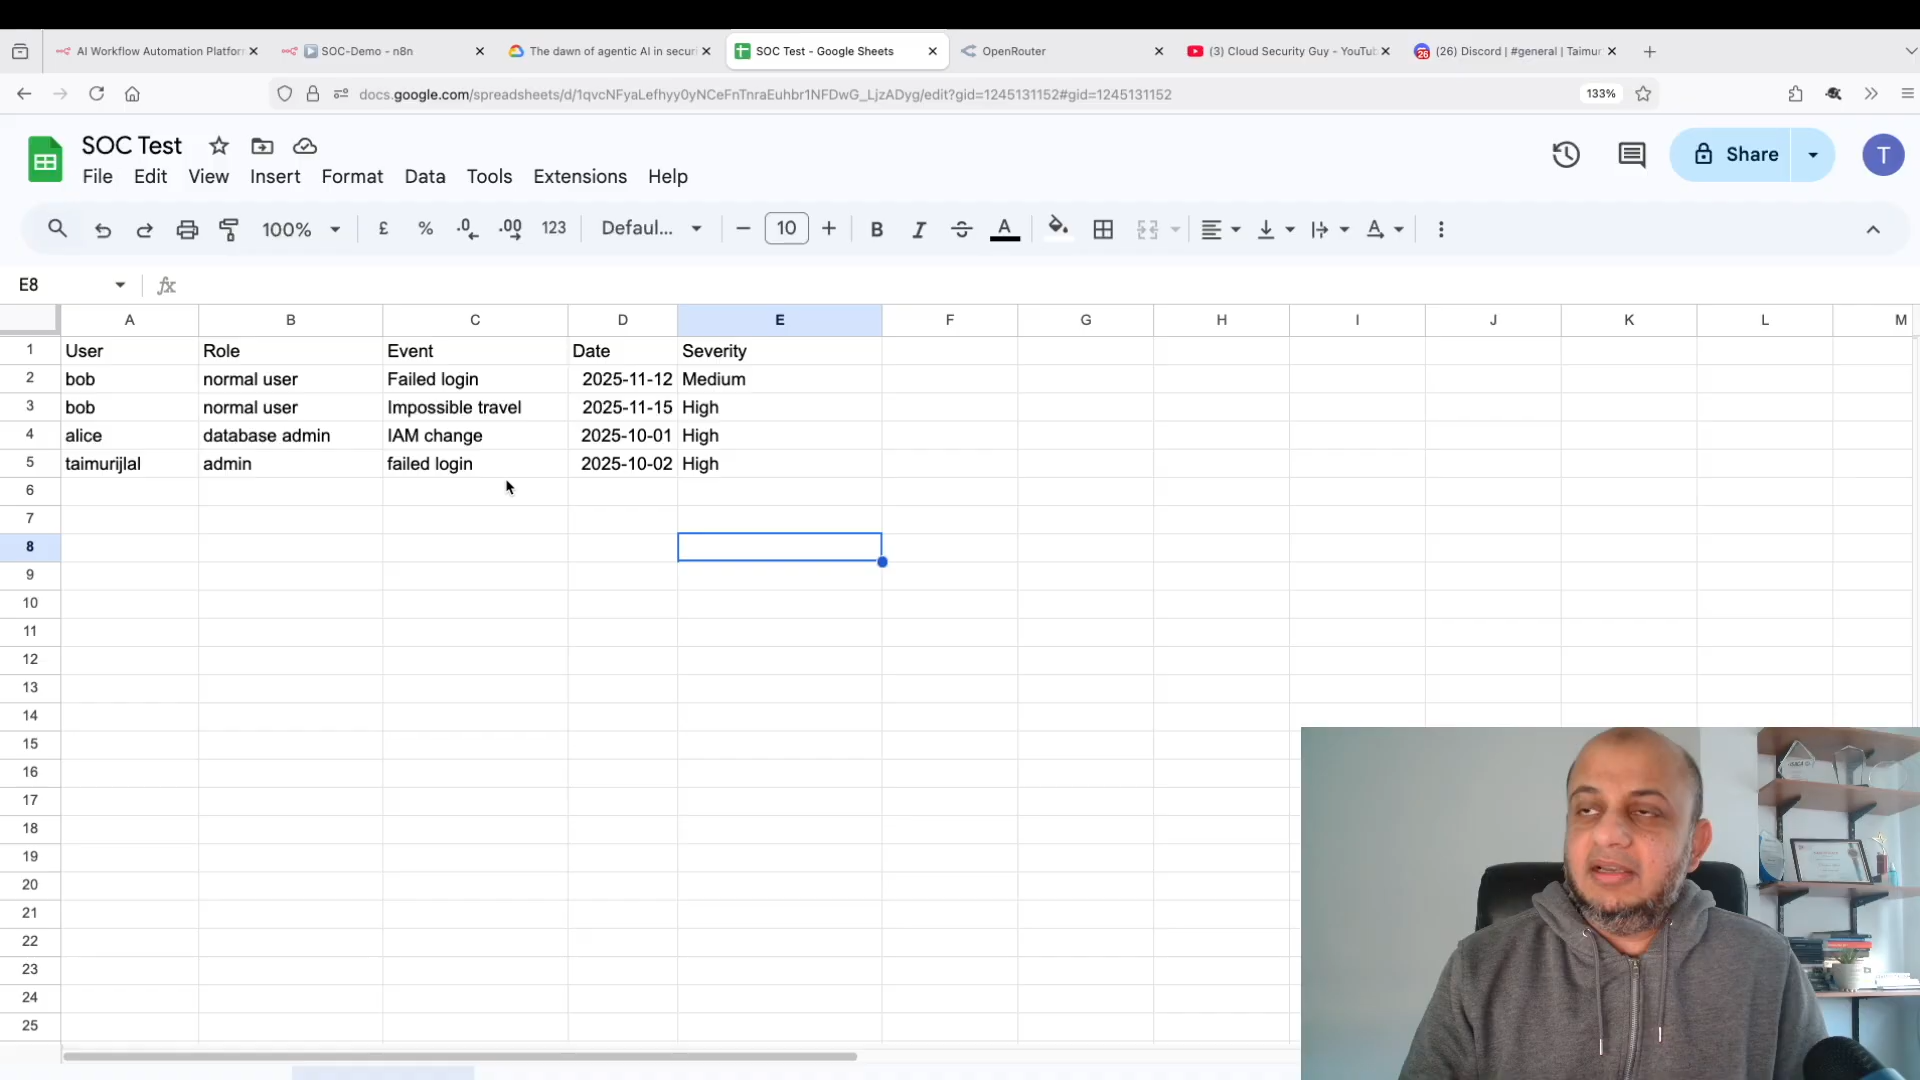 AI Workflow Automation Platfor
SOC-Demo - n8n
The dawn of agentic AI in securi
SOC Test - Google Sheets
OpenRouter
(3) Cloud Security Guy - YouTub
(26) Discord | #general | Taimur
docs.google.com/spreadsheets/d/1qvcNFyaLefhyy0yNCeFnTnraEuhbr1NFDwG_LjzADyg/edit?gid=1245131152#gid=1245131152
133%
SOC Test
Share
T
File Edit View Insert Format Data Tools Extensions Help
100% £ % .0 .00 123 Defaul... 10 B I S A A
E8 fx
A B C D E F G H I J K L M
1 User Role Event Date Severity
2 bob normal user Failed login 2025-11-12 Medium
3 bob normal user Impossible travel 2025-11-15 High
4 alice database admin IAM change 2025-10-01 High
5 taimurijlal admin failed login 2025-10-02 High
6
7
8
9
10
11
12
13
14
15
16
17
18
19
20
21
22
23
24
25